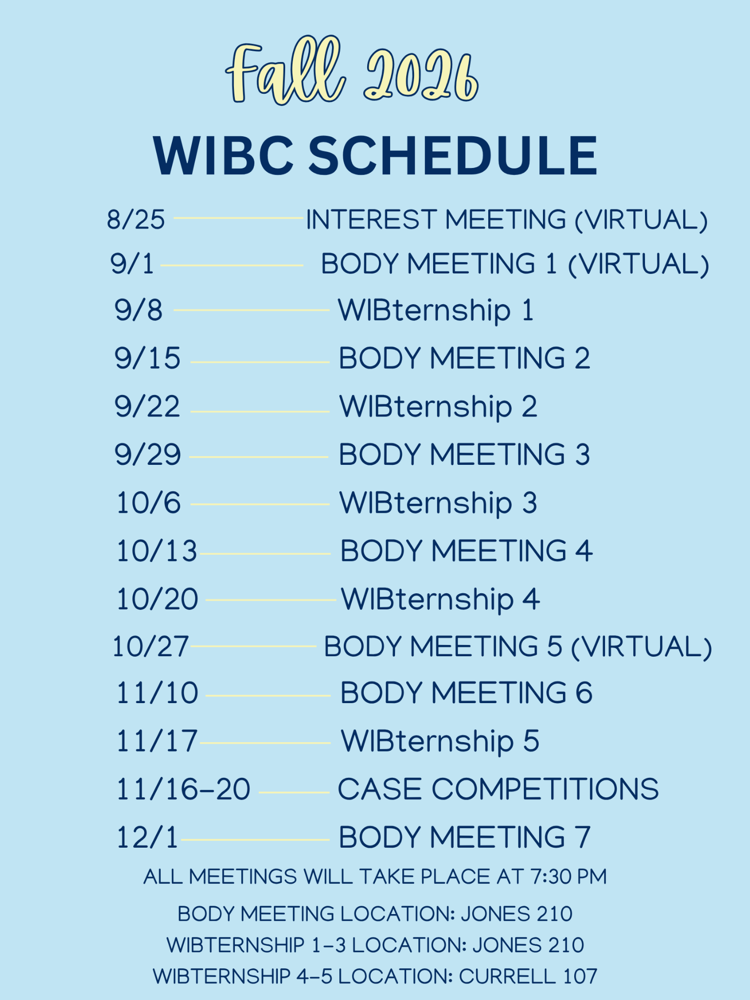 Fall 2026
WIBC SCHEDULE
8/25 INTEREST MEETING (VIRTUAL)
9/1 BODY MEETING 1 (VIRTUAL)
9/8 WIBternship 1
9/15 BODY MEETING 2
9/22 WIBternship 2
9/29 BODY MEETING 3
10/6 WIBternship 3
10/13 BODY MEETING 4
10/20 WIBternship 4
10/27 BODY MEETING 5 (VIRTUAL)
11/10 BODY MEETING 6
11/17 WIBternship 5
11/16-20 CASE COMPETITIONS
12/1 BODY MEETING 7
ALL MEETINGS WILL TAKE PLACE AT 7:30 PM
BODY MEETING LOCATION: JONES 210
WIBTERNSHIP 1-3 LOCATION: JONES 210
WIBTERNSHIP 4-5 LOCATION: CURRELL 107